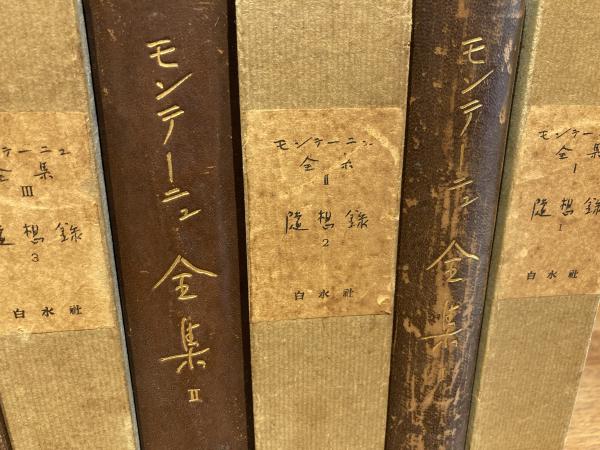 モンテーニュ
全集
I
随想録
1
白水社
モンテーニュ 全集
モンテーニュ
全集
II
随想録
2
白水社
モンテーニュ 全集 II
テーニュ
全集
III
随想録
3
白水社